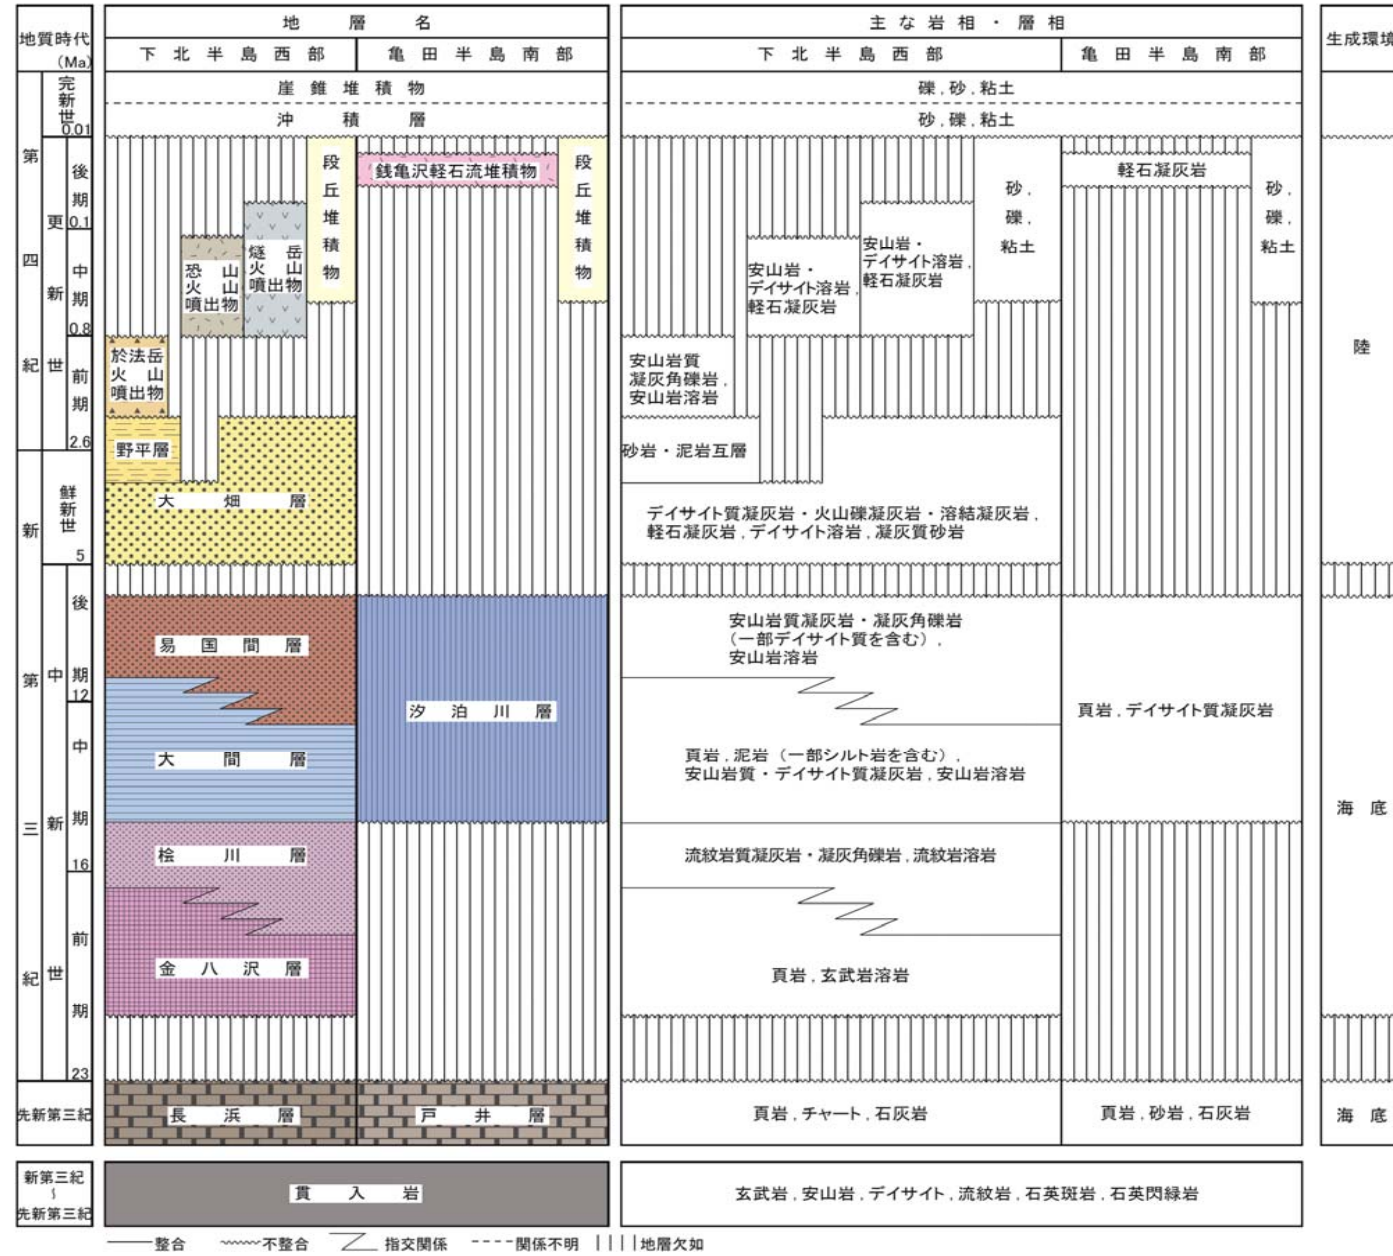 地質時代
(Ma)
地層名
下北半島西部
亀田半島南部
主な岩相・層相
下北半島西部
亀田半島南部
生成環境
第四紀
完新世
0.01
崖錐堆積物
沖積層
礫,砂,粘土
砂,礫,粘土
更新世
後期
0.1
中期
0.8
前期
2.6
段丘堆積物
銭亀沢軽石流堆積物
段丘堆積物
恐山
火山
噴出物
燧岳
火山
噴出物
於法岳
火山
噴出物
野平層
砂,
礫,
粘土
軽石凝灰岩
砂,
礫,
粘土
安山岩・
デイサイト溶岩,
軽石凝灰岩
安山岩・
デイサイト溶岩,
軽石凝灰岩
安山岩質
凝灰角礫岩,
安山岩溶岩
砂岩・泥岩互層
陸
新第三紀
鮮新世
5
大畑層
デイサイト質凝灰岩・火山礫凝灰岩・溶結凝灰岩,
軽石凝灰岩,デイサイト溶岩,凝灰質砂岩
中新世
後期
12
中期
16
前期
23
易国間層
大間層
桧川層
金八沢層
汐泊川層
安山岩質凝灰岩・凝灰角礫岩
(一部デイサイト質を含む),
安山岩溶岩
頁岩,泥岩(一部シルト岩を含む),
安山岩質・デイサイト質凝灰岩,安山岩溶岩
流紋岩質凝灰岩・凝灰角礫岩,流紋岩溶岩
頁岩,玄武岩溶岩
頁岩,デイサイト質凝灰岩
海底
先新第三紀
長浜層
戸井層
頁岩,チャート,石灰岩
頁岩,砂岩,石灰岩
海底
新第三紀
~
先新第三紀
貫入岩
玄武岩,安山岩,デイサイト,流紋岩,石英斑岩,石英閃緑岩
整合 不整合 指交関係 関係不明 地層欠如